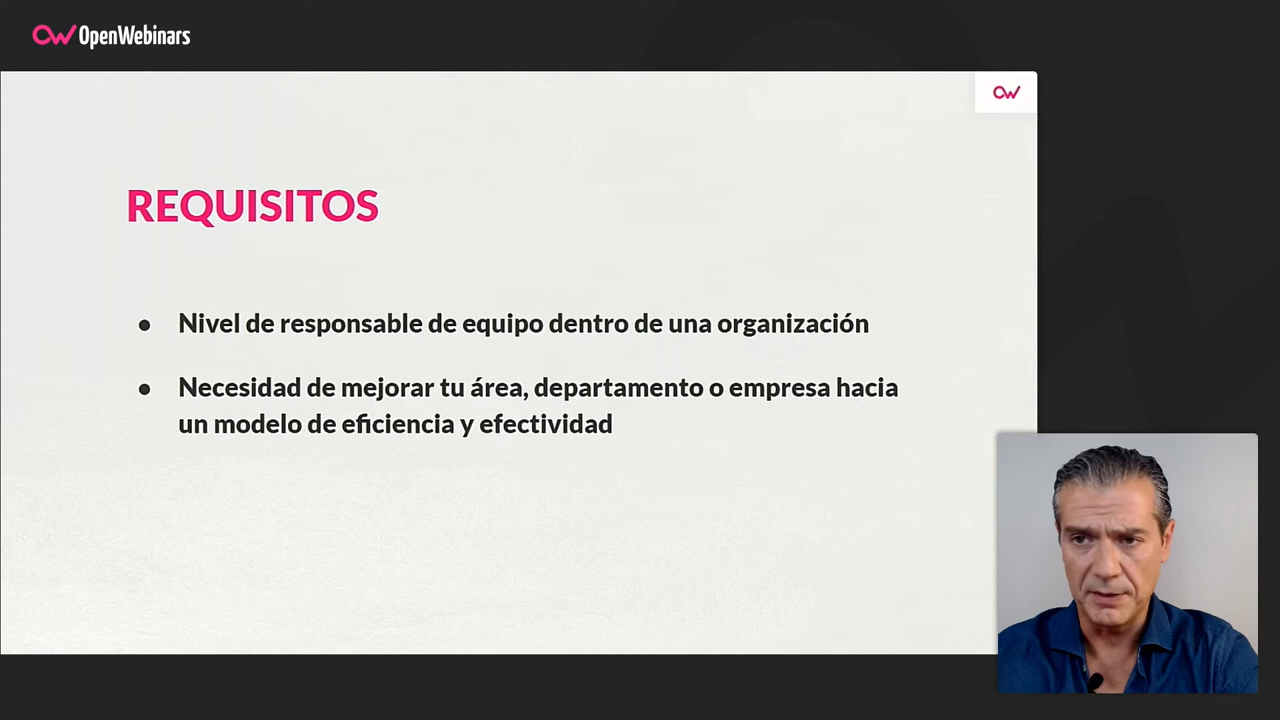 OpenWebinars
REQUISITOS
● Nivel de responsable de equipo dentro de una organización
● Necesidad de mejorar tu área, departamento o empresa hacia
un modelo de eficiencia y efectividad